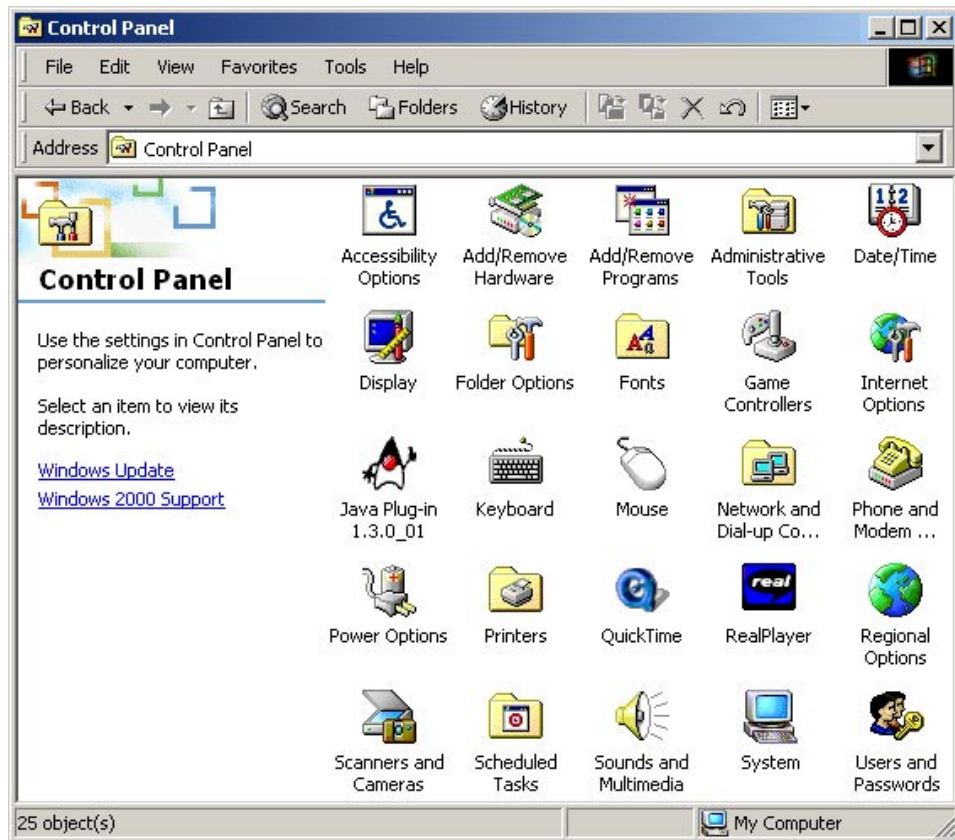 Control Panel
File Edit View Favorites Tools Help
Back Search Folders History
Address Control Panel
Control Panel
Use the settings in Control Panel to
personalize your computer.
Select an item to view its
description.
Windows Update
Windows 2000 Support
Accessibility
Options
Add/Remove
Hardware
Add/Remove
Programs
Administrative
Tools
1 2
Date/Time
Display
Folder Options
Fonts
Game
Controllers
Internet
Options
Java Plug-in
1.3.0_01
Keyboard
Mouse
Network and
Dial-up Co...
Phone and
Modem ...
Power Options
Printers
QuickTime
real
RealPlayer
Regional
Options
Scanners and
Cameras
Scheduled
Tasks
Sounds and
Multimedia
System
Users and
Passwords
25 object(s) My Computer